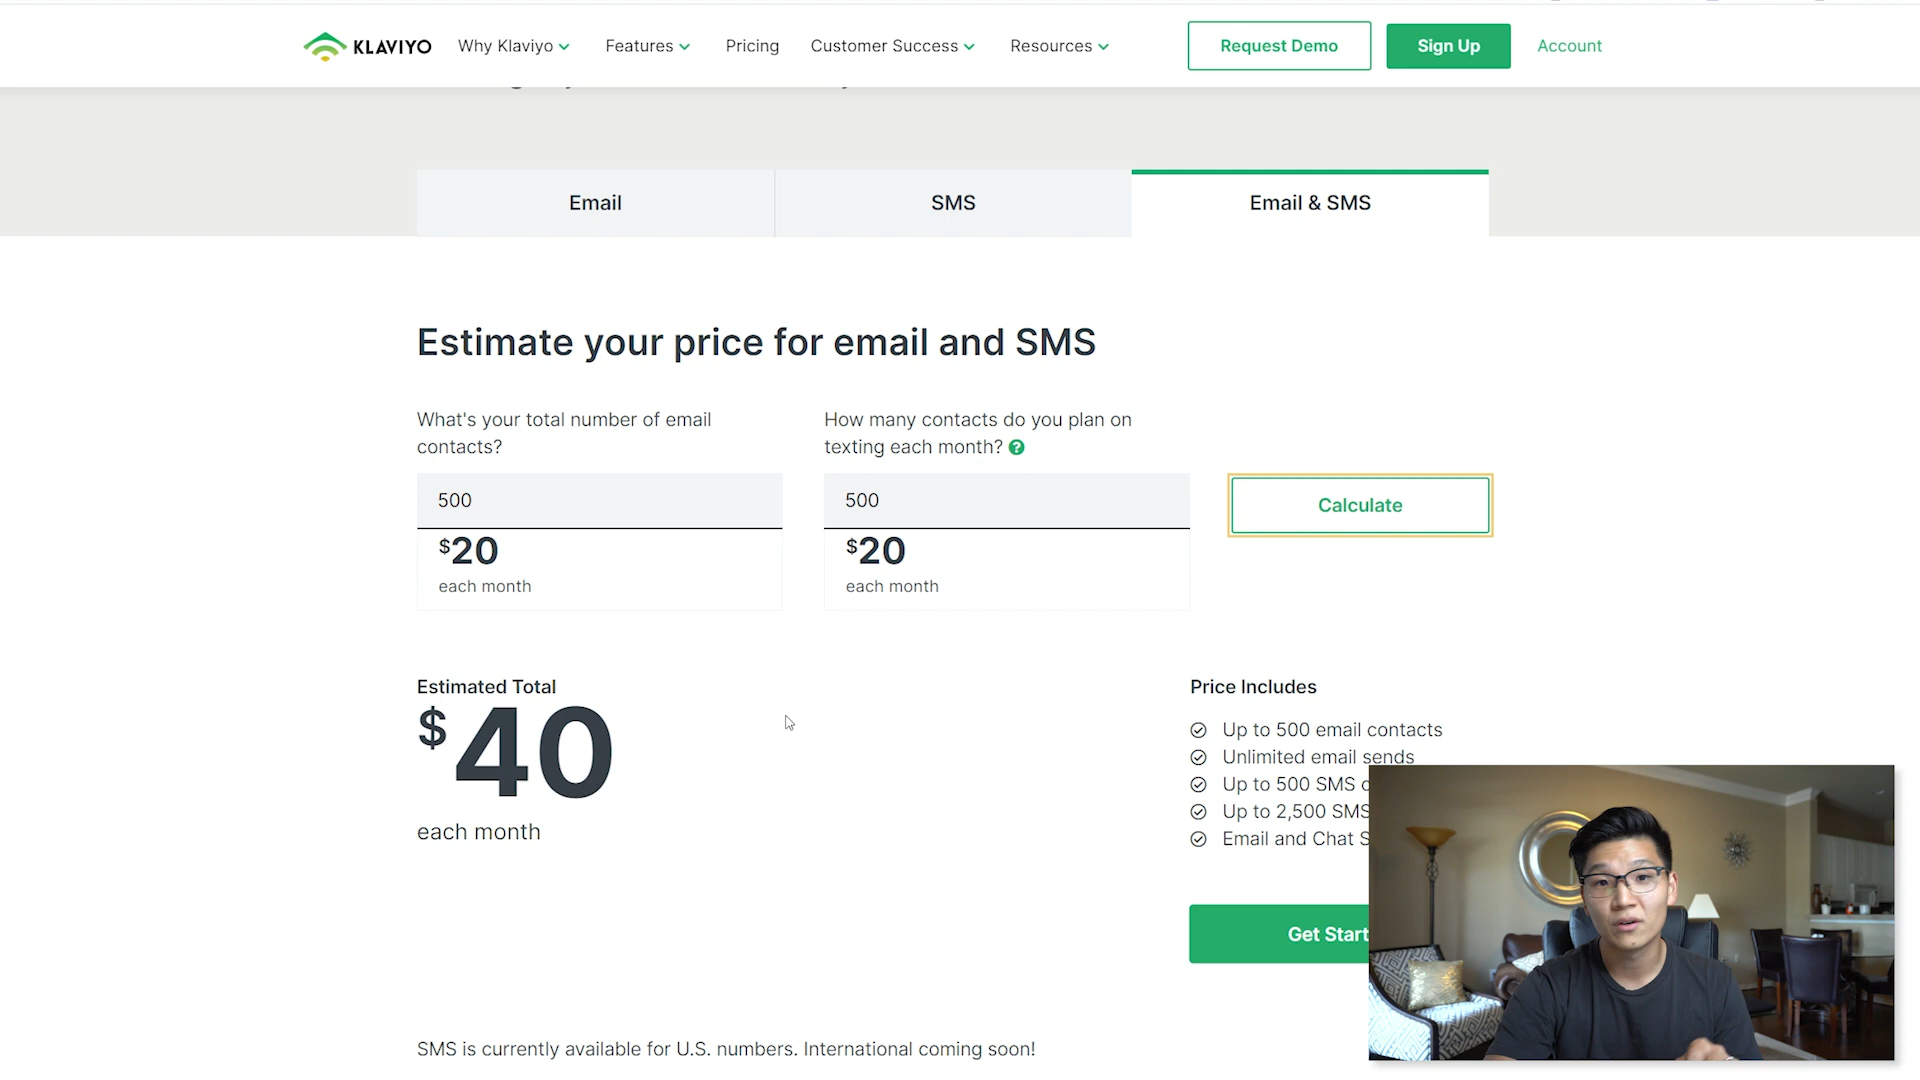 KLAVIYO
Why Klaviyo
Features
Pricing
Customer Success
Resources
Request Demo
Sign Up
Account
Email
SMS
Email & SMS
Estimate your price for email and SMS
What's your total number of email
contacts?
How many contacts do you plan on
texting each month? ?
500
500
Calculate
$20
each month
$20
each month
Estimated Total
$40
each month
Price Includes
Up to 500 email contacts
Unlimited email sends
Up to 500 SMS
Up to 2,500 SMS
Email and Chat
Get Start
SMS is currently available for U.S. numbers. International coming soon!